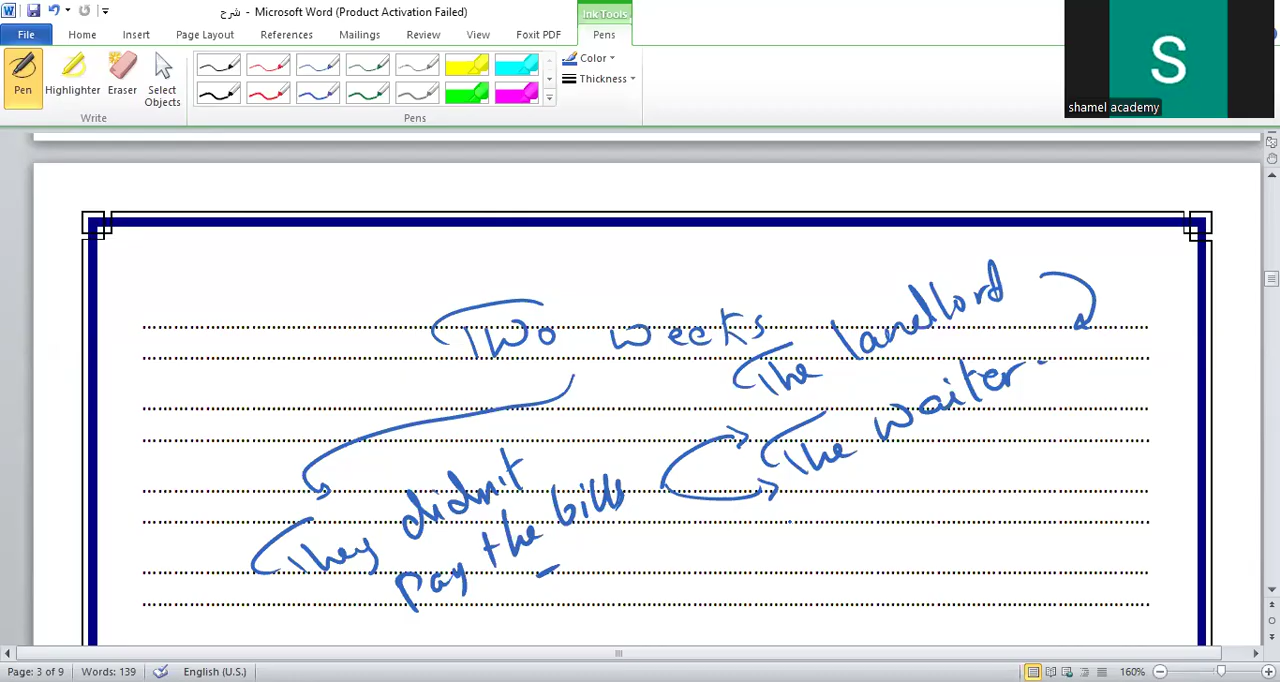 شرح - Microsoft Word (Product Activation Failed)
Ink Tools
File Home Insert Page Layout References Mailings Review View Foxit PDF Pens
Pen Highlighter Eraser Select Objects
Color
Thickness
Write Pens
shamel academy
S
Two weeks
The landlord
The waiter
They didn't
pay the bills
Page: 3 of 9 Words: 139 English (U.S.) 160%